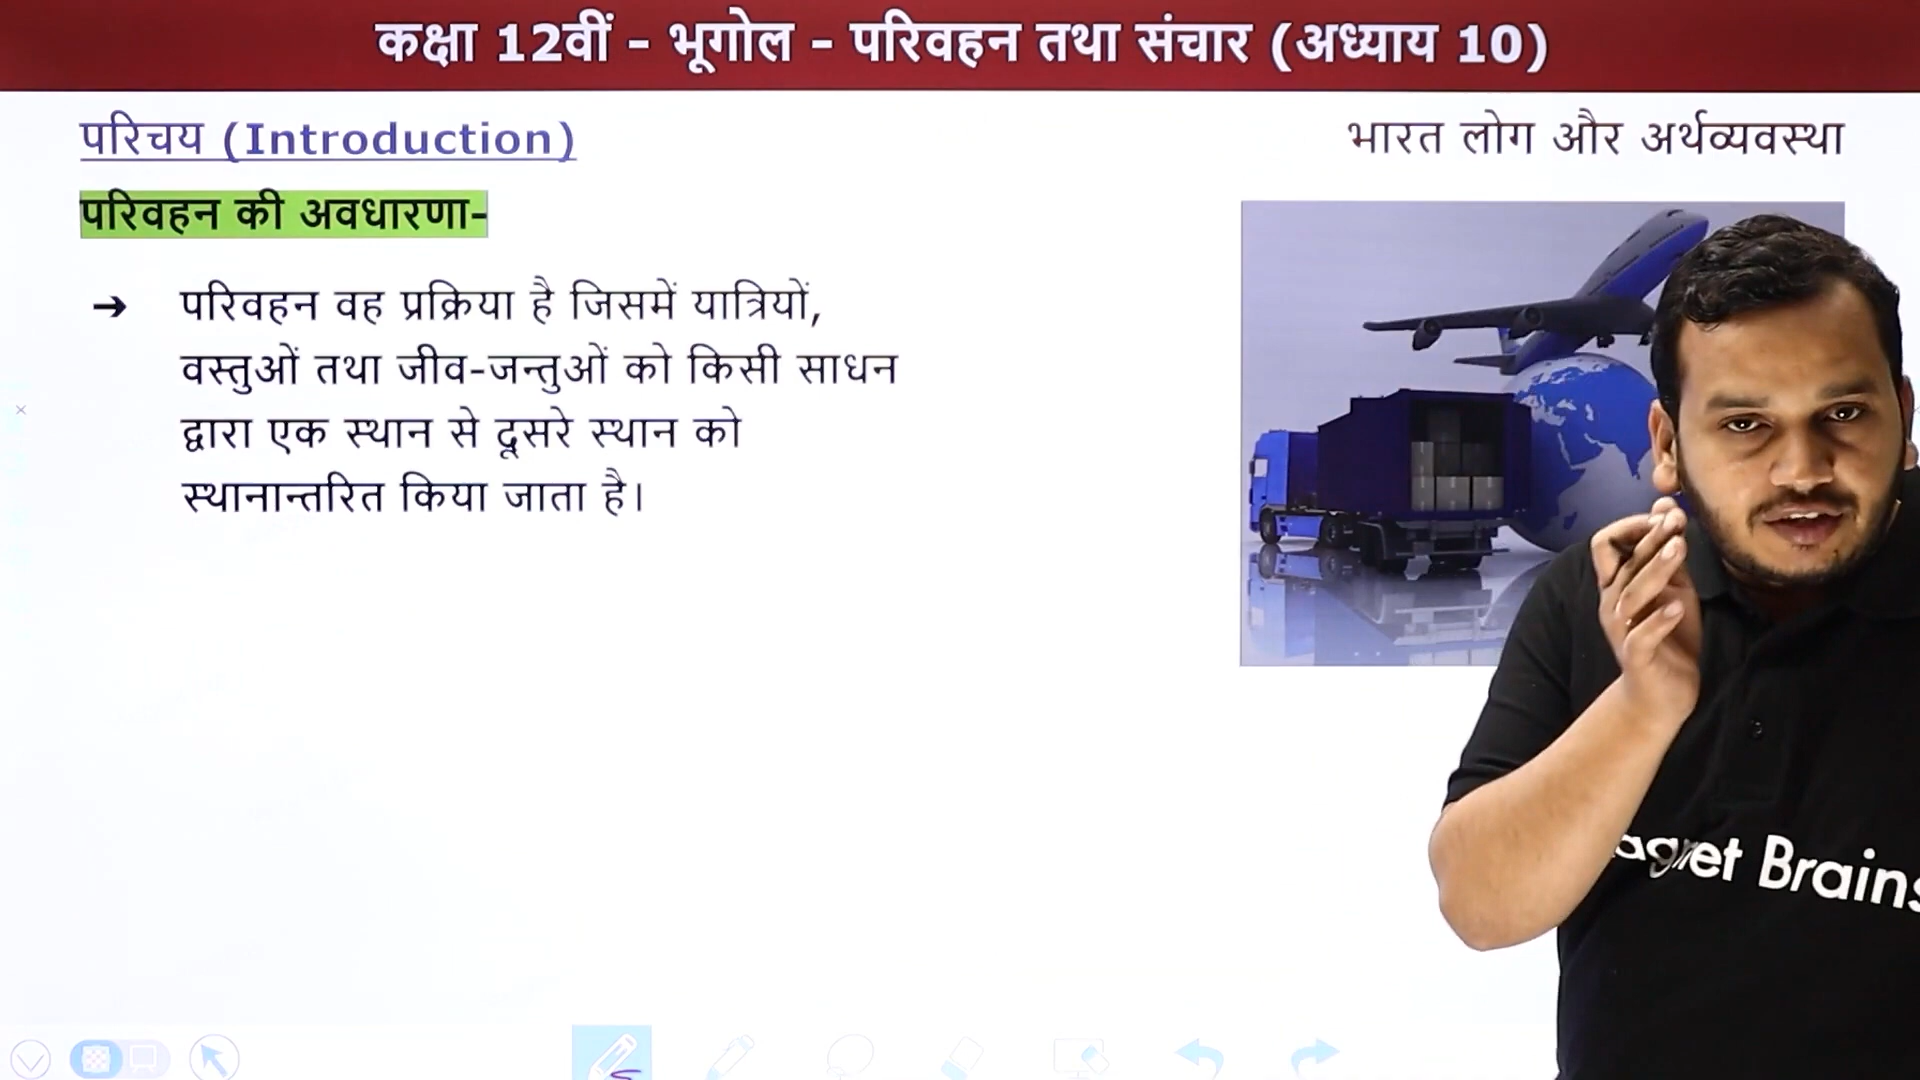 कक्षा 12वीं - भूगोल - परिवहन तथा संचार (अध्याय 10)
परिचय (Introduction)
भारत लोग और अर्थव्यवस्था
परिवहन की अवधारणा-
➔ परिवहन वह प्रक्रिया है जिसमें यात्रियों,
वस्तुओं तथा जीव-जन्तुओं को किसी साधन
द्वारा एक स्थान से दूसरे स्थान को
स्थानान्तरित किया जाता है।
Brains